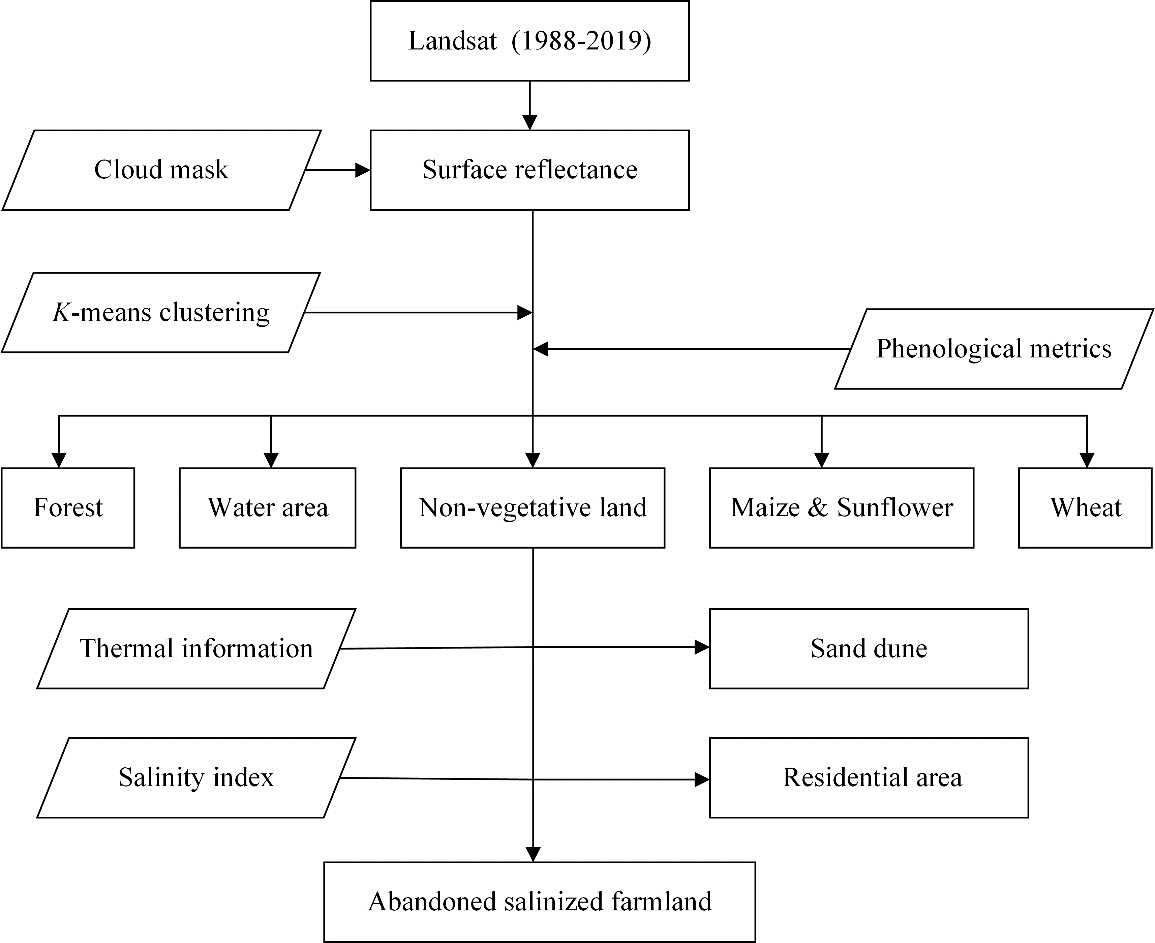 Landsat (1988-2019)
Cloud mask
Surface reflectance
K-means clustering
Phenological metrics
Forest
Water area
Non-vegetative land
Maize & Sunflower
Wheat
Thermal information
Sand dune
Salinity index
Residential area
Abandoned salinized farmland